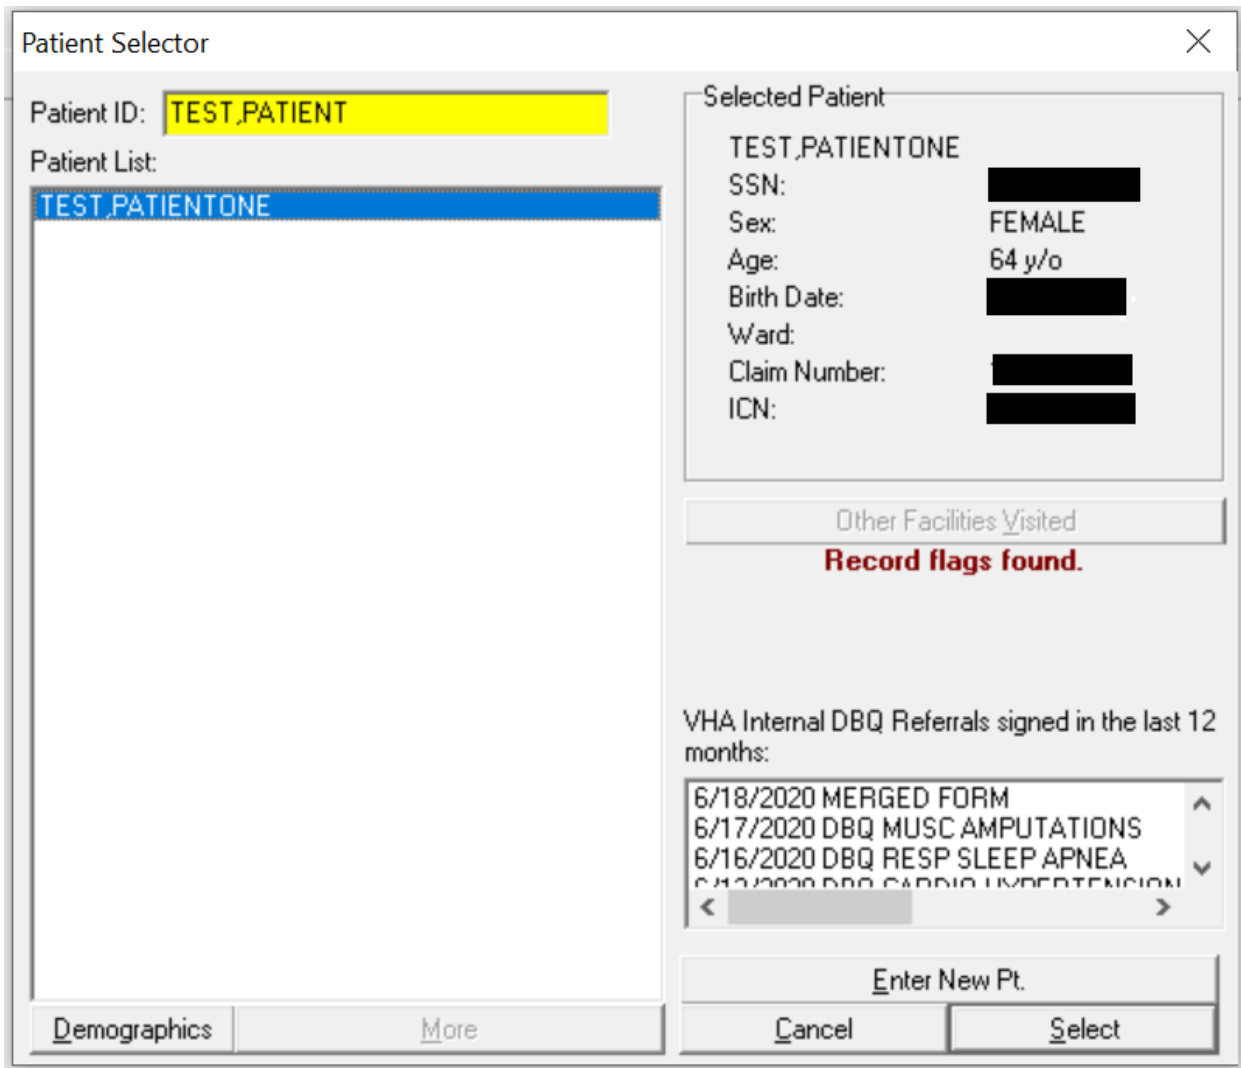 Patient Selector
Patient ID: TEST,PATIENT
Patient List:
TEST,PATIENTONE
Demographics
More
Selected Patient
TEST,PATIENTONE
SSN:
Sex: FEMALE
Age: 64 y/o
Birth Date:
Ward:
Claim Number:
ICN:
Other Facilities Visited
Record flags found.
VHA Internal DBQ Referrals signed in the last 12
months:
6/18/2020 MERGED FORM
6/17/2020 DBQ MUSC AMPUTATIONS
6/16/2020 DBQ RESP SLEEP APNEA
DBQ CARDIO HYPERTENSION
Enter New Pt.
Cancel
Select